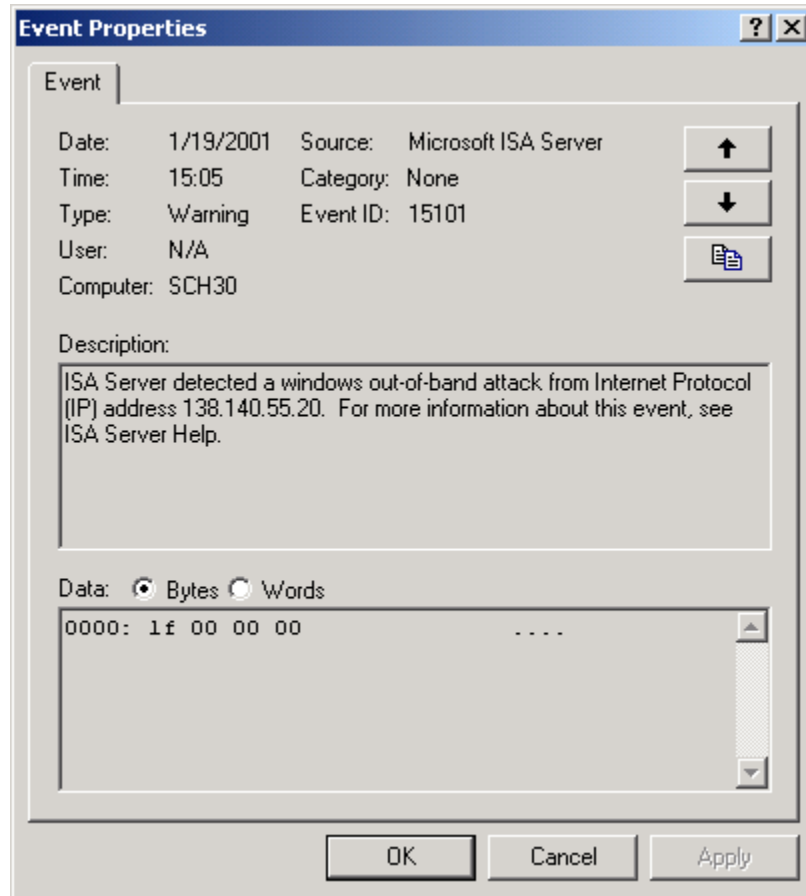 Event Properties
Event
Date: 1/19/2001 Source: Microsoft ISA Server
Time: 15:05 Category: None
Type: Warning Event ID: 15101
User: N/A
Computer: SCH30
Description:
ISA Server detected a windows out-of-band attack from Internet Protocol
(IP) address 138.140.55.20. For more information about this event, see
ISA Server Help.
Data: Bytes Words
0000: 1f 00 00 00 ....
OK Cancel Apply